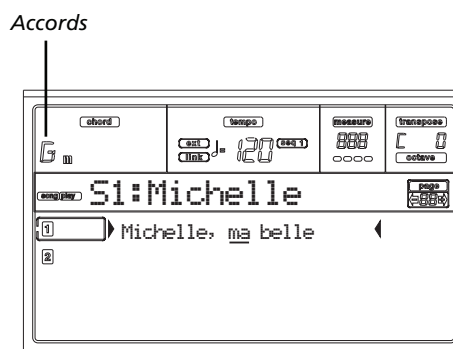 Accords
chord tempo measure transpose
G m ext link ♩= 120 seq 1 888 C 0
octave
song play S1:Michelle page
1 Michelle, ma belle
2